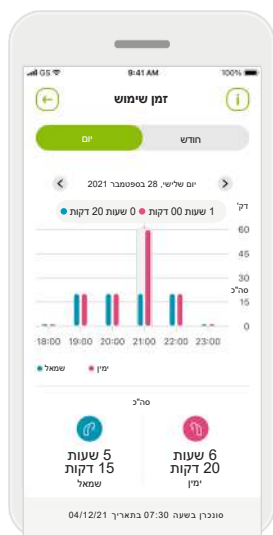 GS
9:41 AM
100%
זמן שימוש
i
חודש
יום
יום שלישי, 28 בספטמבר 2021
1 שעות 00 דקות 0 שעות 20 דקות
דק'
60
45
30
סה"כ
15
0
18:00 19:00 20:00 21:00 22:00 23:00
ימין שמאל
סה"כ
6 שעות
20 דקות
ימין
5 שעות
15 דקות
שמאל
סונכרן בשעה 07:30 בתאריך 04/12/21